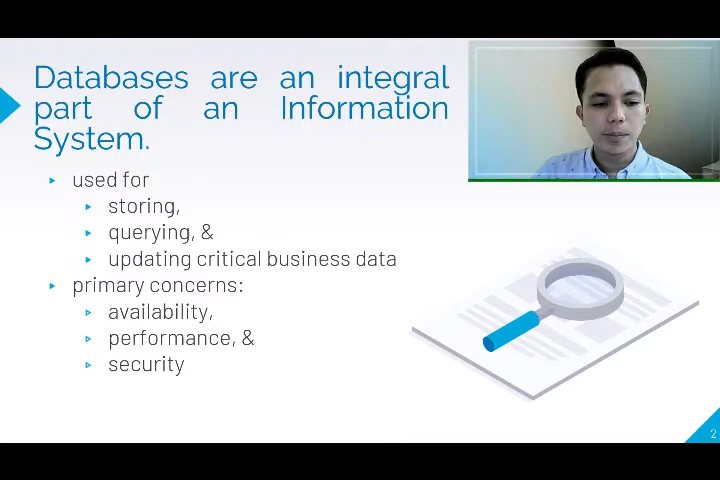 Databases are an integral
part of an Information
System.
used for
storing,
querying, &
updating critical business data
primary concerns:
availability,
performance, &
security
2